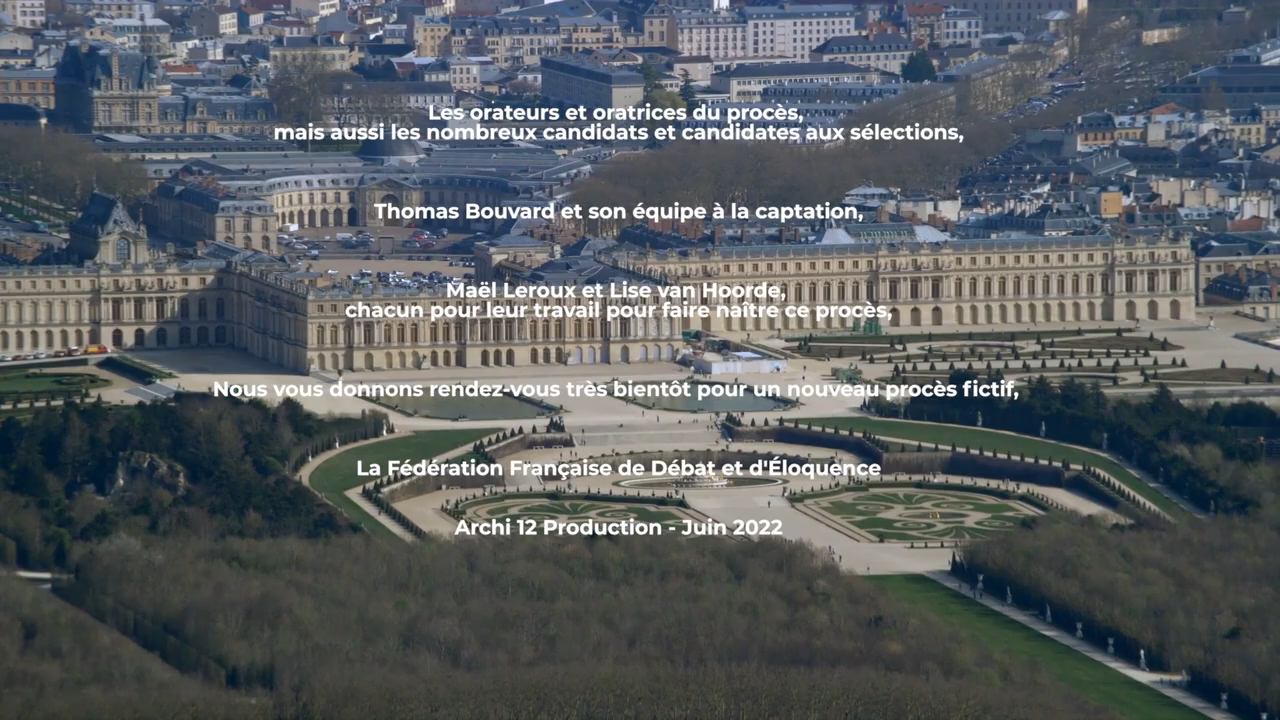 Les orateurs et oratrices du procès,
mais aussi les nombreux candidats et candidates aux sélections,
Thomas Bouvard et son équipe à la captation,
Maël Leroux et Lise van Hoorde,
chacun pour leur travail pour faire naître ce procès,
Nous vous donnons rendez-vous très bientôt pour un nouveau procès fictif,
La Fédération Française de Débat et d'Éloquence
Archi 12 Production - Juin 2022